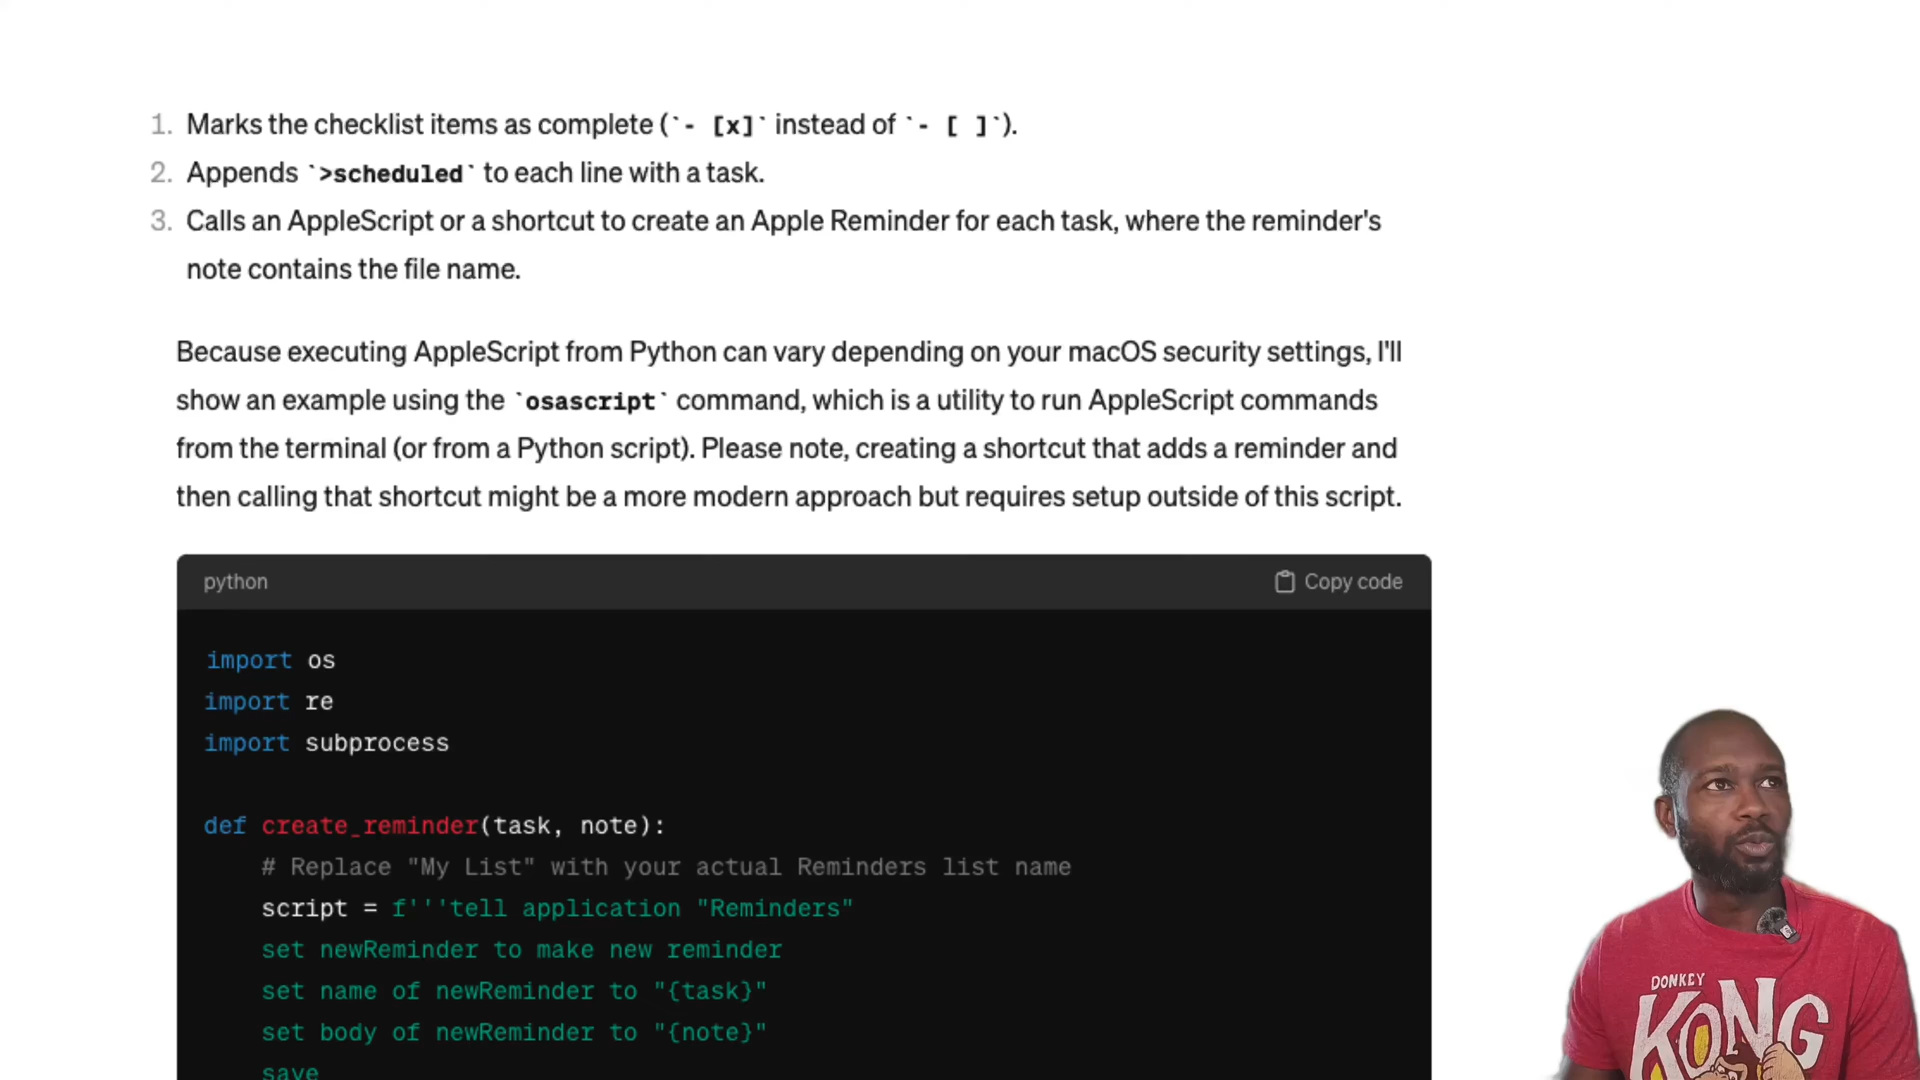 1. Marks the checklist items as complete (`- [x]` instead of `- [ ]`).
2. Appends `>scheduled` to each line with a task.
3. Calls an AppleScript or a shortcut to create an Apple Reminder for each task, where the reminder's
note contains the file name.
Because executing AppleScript from Python can vary depending on your macOS security settings, I'll
show an example using the `osascript` command, which is a utility to run AppleScript commands
from the terminal (or from a Python script). Please note, creating a shortcut that adds a reminder and
then calling that shortcut might be a more modern approach but requires setup outside of this script.
python
Copy code
import os
import re
import subprocess
def create_reminder(task, note):
# Replace "My List" with your actual Reminders list name
script = f'''tell application "Reminders"
set newReminder to make new reminder
set name of newReminder to "{task}"
set body of newReminder to "{note}"
save
DONKEY
KONG